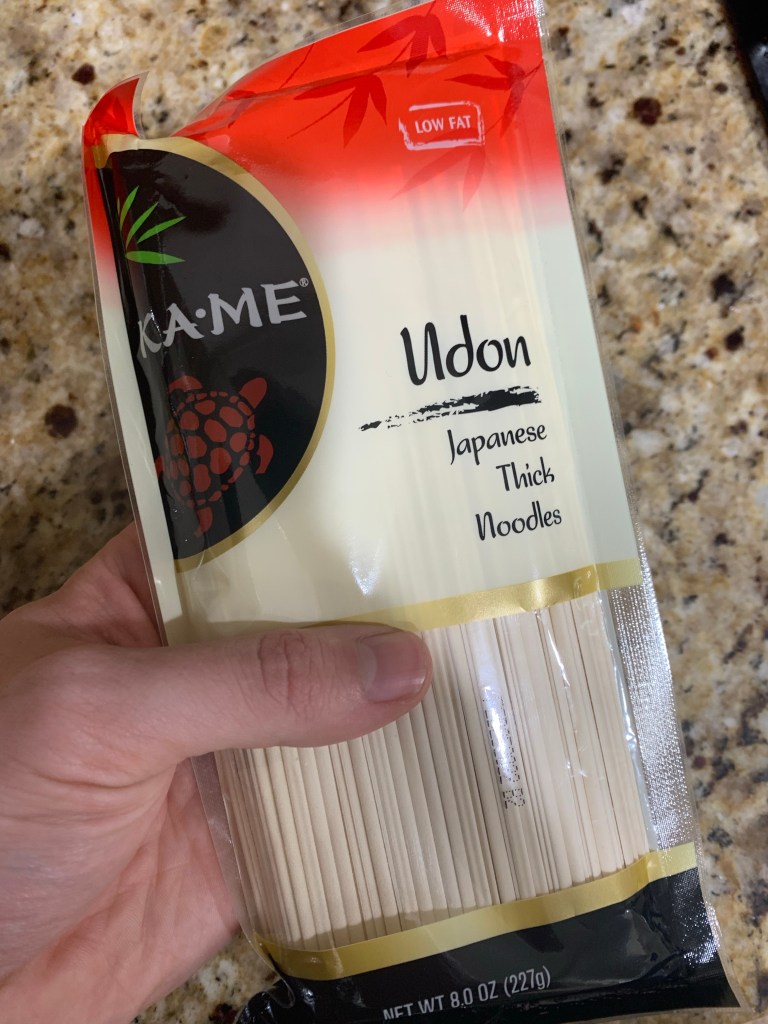 LOW FAT
KA·ME®
Udon
Japanese
Thick
Noodles
NET WT 8.0 OZ (227g)